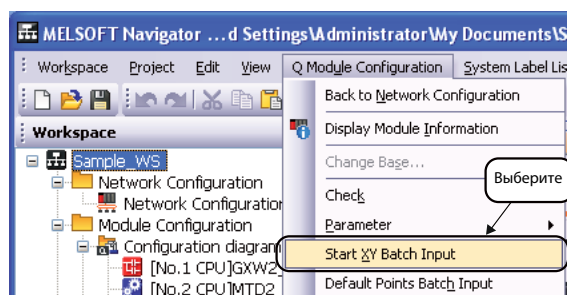 MELSOFT Navigator ...d Settings\Administrator\My Documents\S
Workspace Project Edit View Q Module Configuration System Label Lis
Back to Network Configuration
Workspace
Display Module Information
Sample_WS
Change Base...
Выберите
Network Configuration
Check
Network Configuration
Module Configuration
Parameter
Configuration diagram
Start XY Batch Input
[No.1 CPU]GXW2_
[No.2 CPU]MTD2
Default Points Batch Input